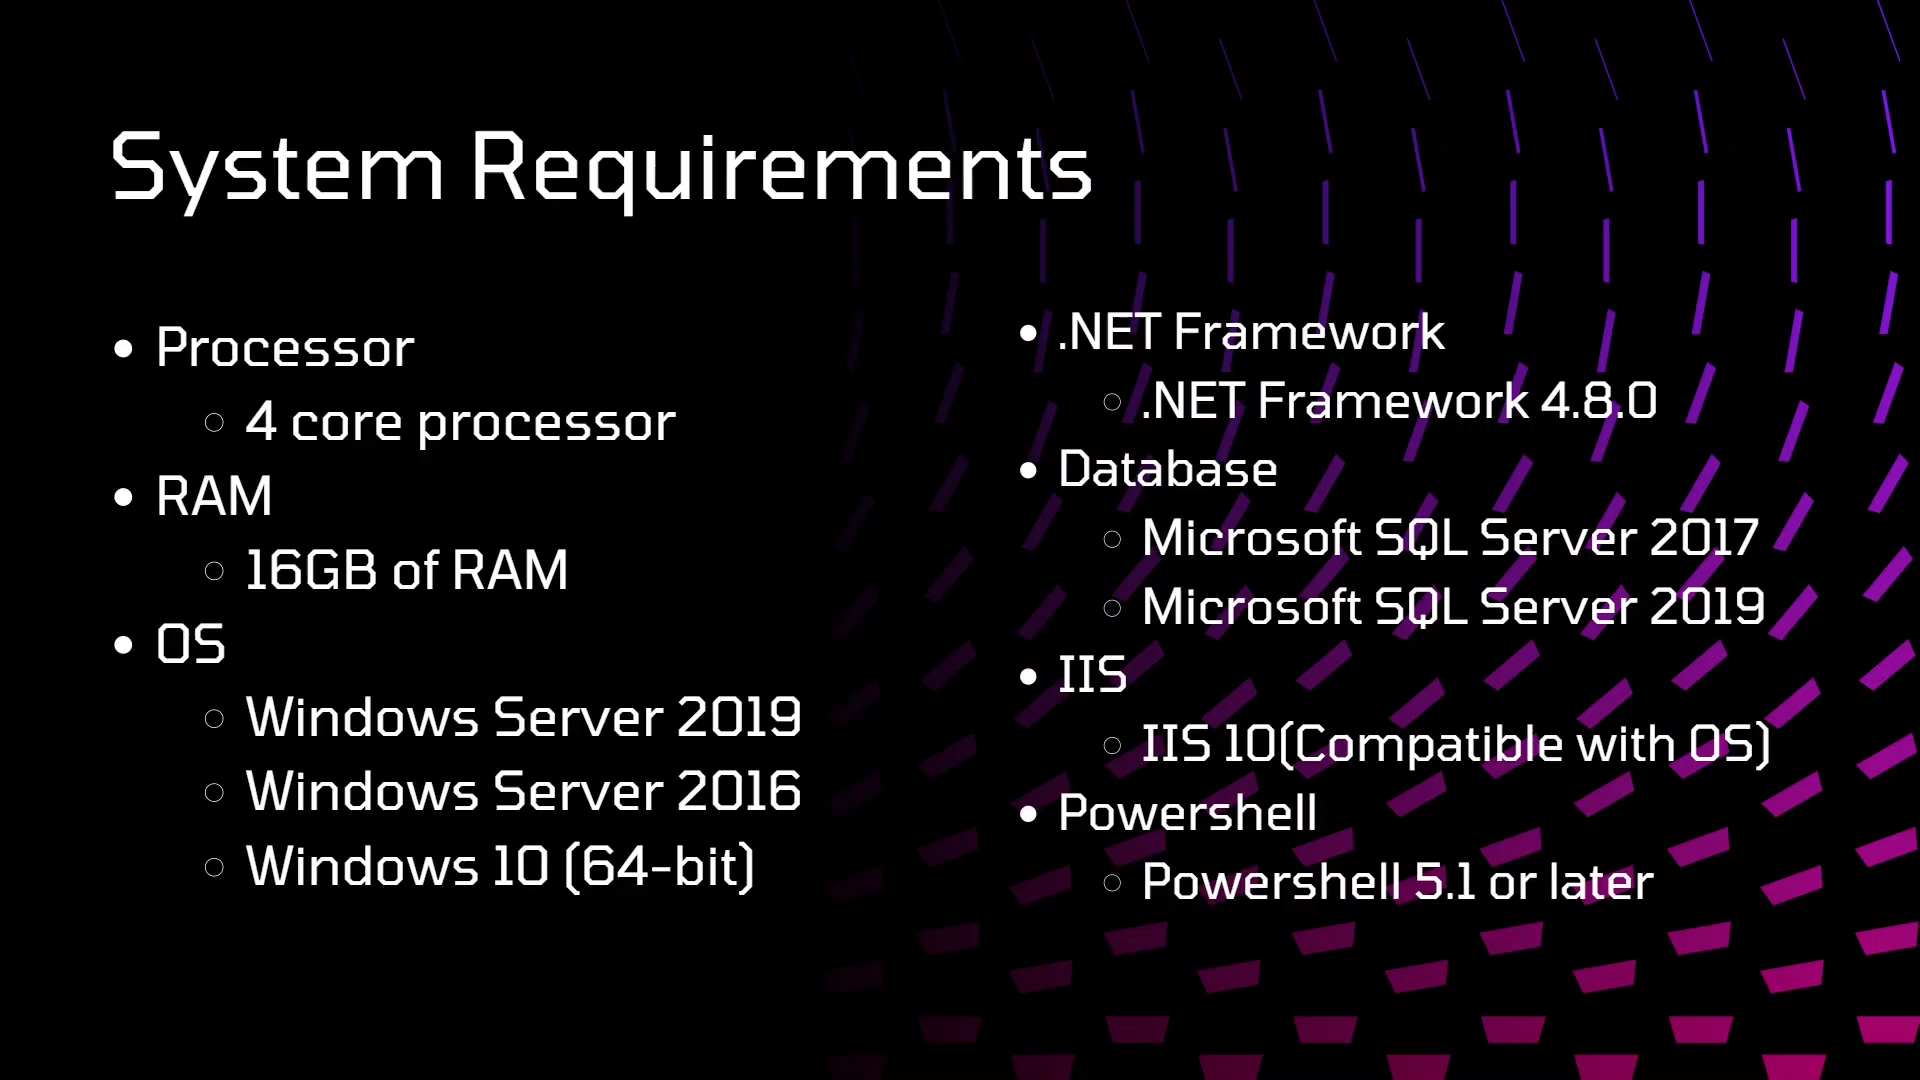 System Requirements
• Processor
○ 4 core processor
• RAM
○ 16GB of RAM
• OS
○ Windows Server 2019
○ Windows Server 2016
○ Windows 10 (64-bit)
• .NET Framework
○ .NET Framework 4.8.0
• Database
○ Microsoft SQL Server 2017
○ Microsoft SQL Server 2019
• IIS
○ IIS 10(Compatible with OS)
• Powershell
○ Powershell 5.1 or later